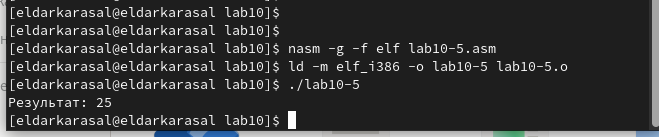 [eldarkarasal@eldarkarasal lab10]$
[eldarkarasal@eldarkarasal lab10]$
[eldarkarasal@eldarkarasal lab10]$ nasm -g -f elf lab10-5.asm
[eldarkarasal@eldarkarasal lab10]$ ld -m elf_i386 -o lab10-5 lab10-5.o
[eldarkarasal@eldarkarasal lab10]$ ./lab10-5
Результат: 25
[eldarkarasal@eldarkarasal lab10]$